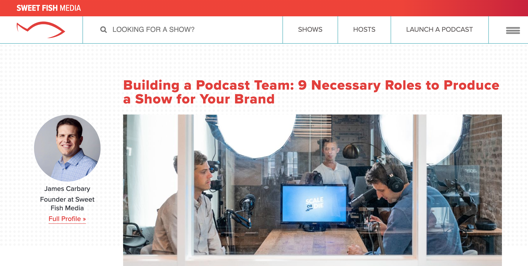 SWEET FISH MEDIA
LOOKING FOR A SHOW?
SHOWS
HOSTS
LAUNCH A PODCAST
Building a Podcast Team: 9 Necessary Roles to Produce
a Show for Your Brand
James Carbary
Founder at Sweet
Fish Media
Full Profile »